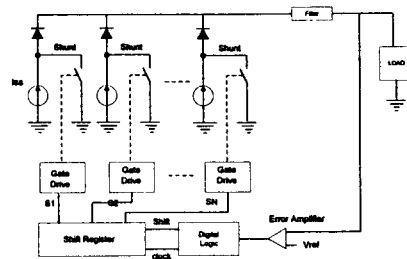 Filter
Shunt Shunt Shunt
Iss
LOAD
Gate Drive Gate Drive Gate Drive
S1 S2 SN
Shift
Error Amplifier
Shift Register
Digital Logic
Vref
clock